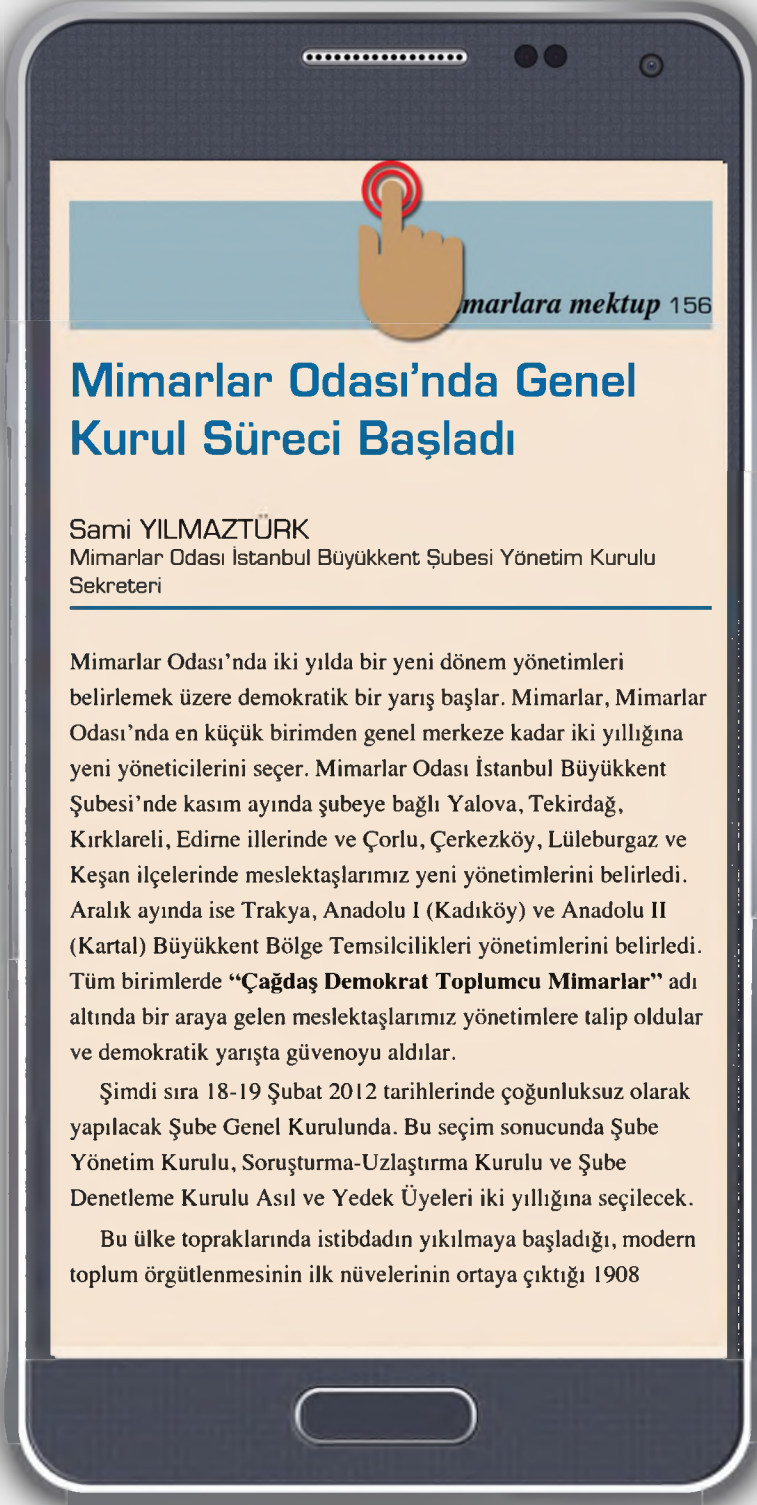 marlara mektup 156
Mimarlar Odası’nda Genel
Kurul Süreci Başladı
Sami YILMAZTÜRK
Mimarlar Odası İstanbul Büyükkent Şubesi Yönetim Kurulu
Sekreteri
Mimarlar Odası’nda iki yılda bir yeni dönem yönetimleri
belirlemek üzere demokratik bir yarış başlar. Mimarlar, Mimarlar
Odası’nda en küçük birimden genel merkeze kadar iki yıllığına
yeni yöneticilerini seçer. Mimarlar Odası İstanbul Büyükkent
Şubesi’nde kasım ayında şubeye bağlı Yalova, Tekirdağ,
Kırklareli, Edirne illerinde ve Çorlu, Çerkezköy, Lüleburgaz ve
Keşan ilçelerinde meslektaşlarımız yeni yönetimlerini belirledi.
Aralık ayında ise Trakya, Anadolu I (Kadıköy) ve Anadolu II
(Kartal) Büyükkent Bölge Temsilcilikleri yönetimlerini belirledi.
Tüm birimlerde “Çağdaş Demokrat Toplumcu Mimarlar” adı
altında bir araya gelen meslektaşlarımız yönetimlere talip oldular
ve demokratik yarışta güvenoyu aldılar.
Şimdi sıra 18-19 Şubat 2012 tarihlerinde çoğunluksuz olarak
yapılacak Şube Genel Kurulunda. Bu seçim sonucunda Şube
Yönetim Kurulu, Soruşturma-Uzlaştırma Kurulu ve Şube
Denetleme Kurulu Asıl ve Yedek Üyeleri iki yıllığına seçilecek.
Bu ülke topraklarında istibdadın yıkılmaya başladığı, modern
toplum örgütlenmesinin ilk nüvelerinin ortaya çıktığı 1908